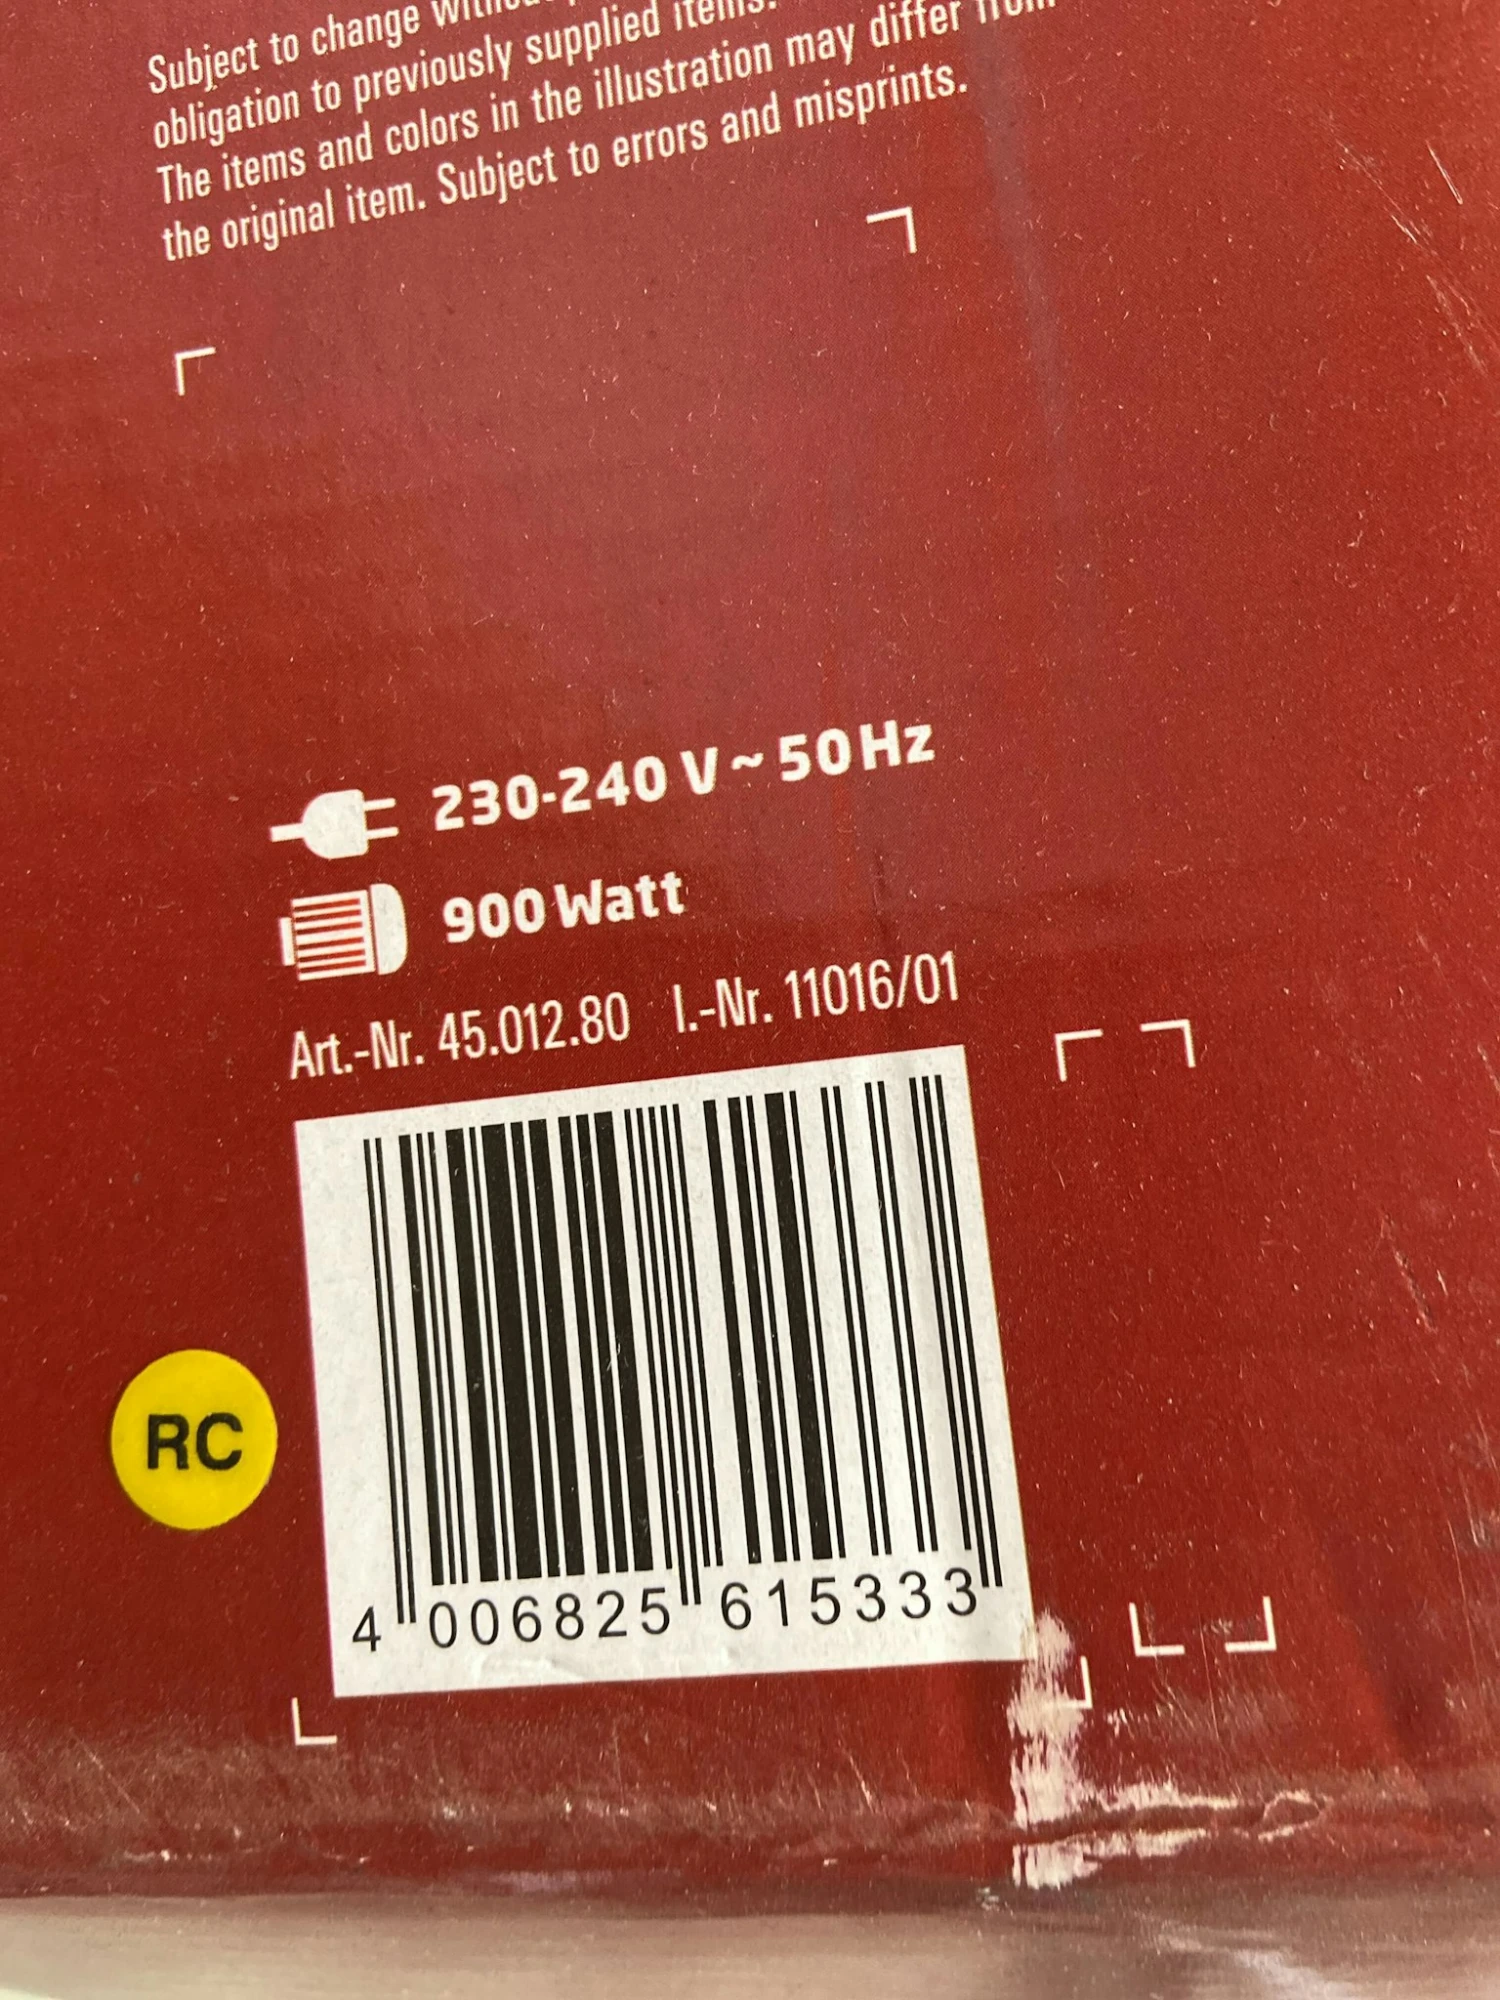 Subject to change
obligation to previously supplied items.
The items and colors in the illustration may differ from
the original item. Subject to errors and misprints.
230-240 V ~ 50 Hz
900 Watt
Art.-Nr. 45.012.80 I.-Nr. 11016/01
RC
4 006825 615333